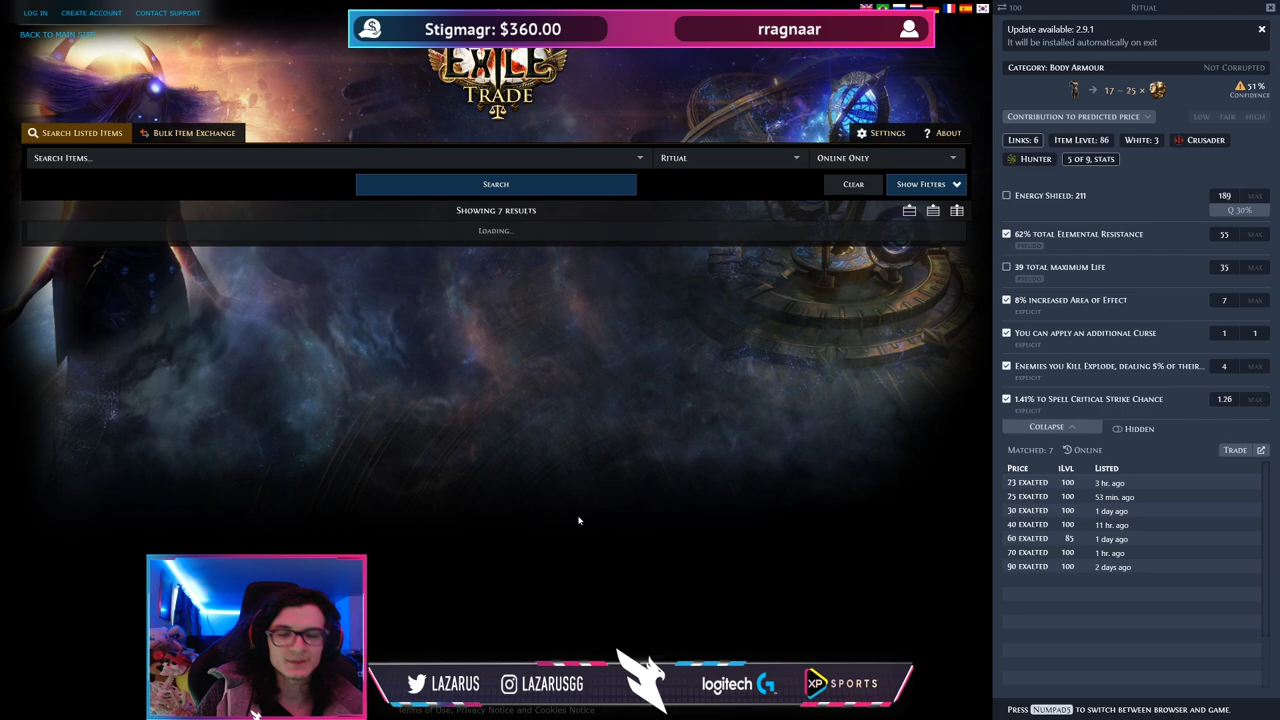 LOG IN CREATE ACCOUNT CONTACT SUPPORT
BACK TO MAIN SITE
Stigmagr: $360.00 rragnaar
EXILE
TRADE
Search Listed Items Bulk Item Exchange Settings ? About
Search Items... Ritual Online Only
Search Clear Show Filters
Showing 7 results
Loading...
LAZARUS LAZARUSGG logitech G XP SPORTS
Terms of Use, Privacy Notice and Cookies Notice
100 Ritual
Update available: 2.9.1
It will be installed automatically on exit
Category: Body Armour Not Corrupted
17 ~ 25 × 51 %
Confidence
Contribution to predicted price Low Fair High
Links: 6 Item Level: 86 White: 3 Crusader
Hunter 5 of 9, stats
Energy Shield: 211 189 MAX
Q 30%
62% total Elemental Resistance 55 MAX
PSEUDO
39 total maximum Life 35 MAX
PSEUDO
8% increased Area of Effect 7 MAX
EXPLICIT
You can apply an additional Curse 1 1
EXPLICIT
Enemies you Kill Explode, dealing 5% of their... 4 MAX
EXPLICIT
1.41% to Spell Critical Strike Chance 1.26 MAX
EXPLICIT
Collapse Hidden
Matched: 7 Online Trade
Price iLvl Listed
23 exalted 100 3 hr. ago
25 exalted 100 53 min. ago
30 exalted 100 1 day ago
40 exalted 100 11 hr. ago
60 exalted 85 1 day ago
70 exalted 100 1 hr. ago
90 exalted 100 2 days ago
Press Numpad5 to switch between browser and game.